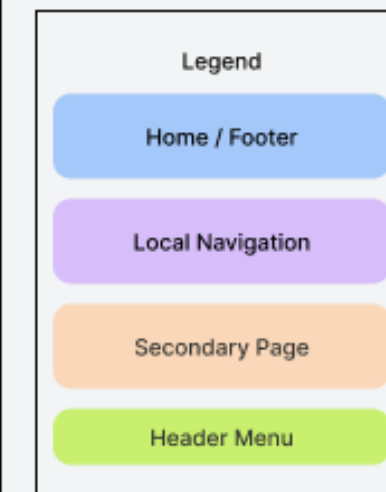 Legend
Home / Footer
Local Navigation
Secondary Page
Header Menu